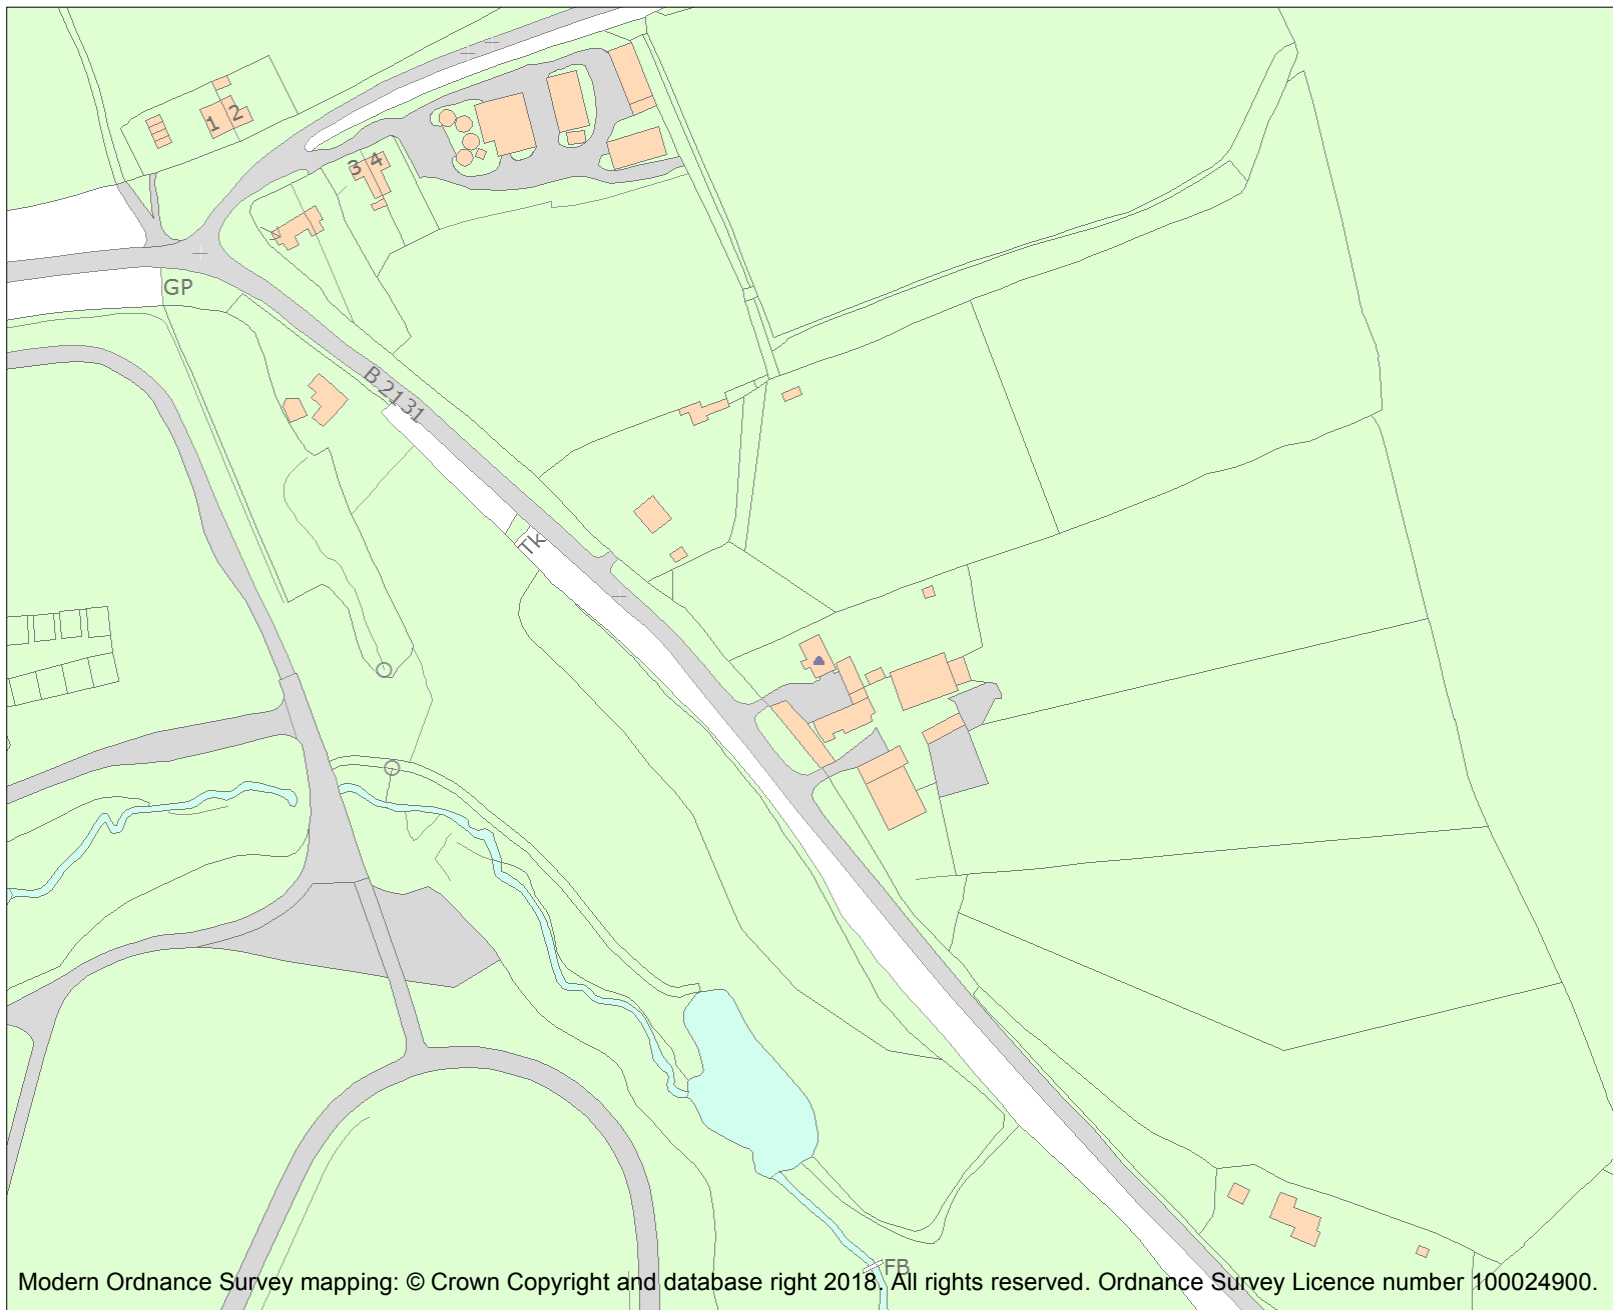 1 2
3 4
GP
B 2131
Tk
FB
Modern Ordnance Survey mapping: © Crown Copyright and database right 2018. All rights reserved. Ordnance Survey Licence number 100024900.